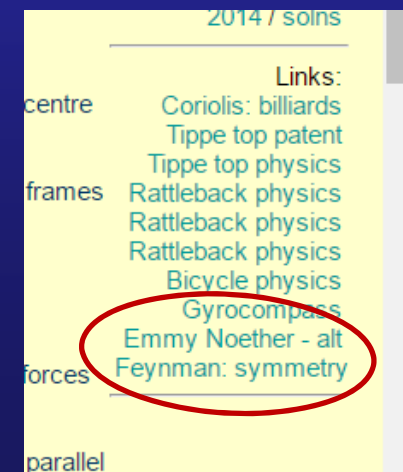 2014 / solns
Links:
centre Coriolis: billiards
Tippe top patent
Tippe top physics
frames Rattleback physics
Rattleback physics
Rattleback physics
Bicycle physics
Gyrocompass
Emmy Noether - alt
forces Feynman: symmetry
parallel